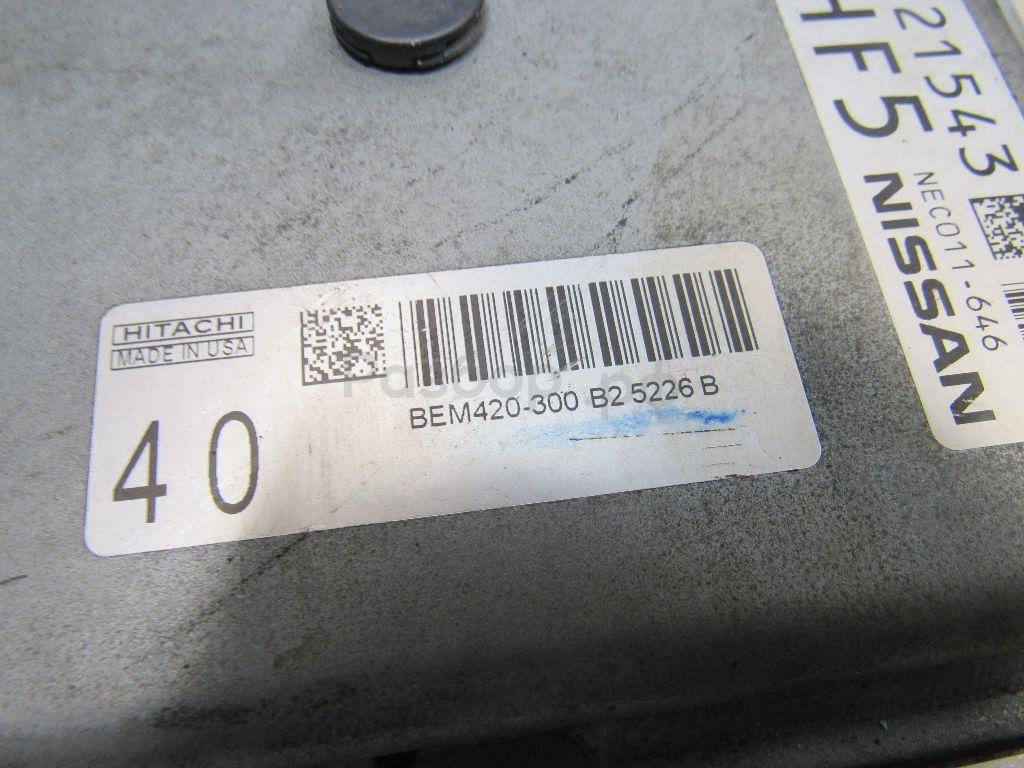 HITACHI
MADE IN USA
40
BEM420-300 B2 5226 B
21543
HF5
NEC011-646
NISSAN